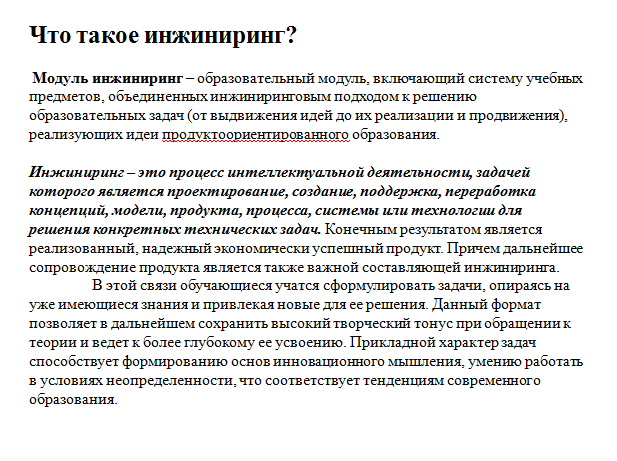 Что такое инжиниринг?
Модуль инжиниринг – образовательный модуль, включающий систему учебных
предметов, объединенных инжиниринговым подходом к решению
образовательных задач (от выдвижения идей до их реализации и продвижения),
реализующих идеи продуктоориентированного образования.
Инжиниринг – это процесс интеллектуальной деятельности, задачей
которого является проектирование, создание, поддержка, переработка
концепций, модели, продукта, процесса, системы или технологии для
решения конкретных технических задач. Конечным результатом является
реализованный, надежный экономически успешный продукт. Причем дальнейшее
сопровождение продукта является также важной составляющей инжиниринга.
В этой связи обучающиеся учатся сформулировать задачи, опираясь на
уже имеющиеся знания и привлекая новые для ее решения. Данный формат
позволяет в дальнейшем сохранить высокий творческий тонус при обращении к
теории и ведет к более глубокому ее усвоению. Прикладной характер задач
способствует формированию основ инновационного мышления, умению работать
в условиях неопределенности, что соответствует тенденциям современного
образования.